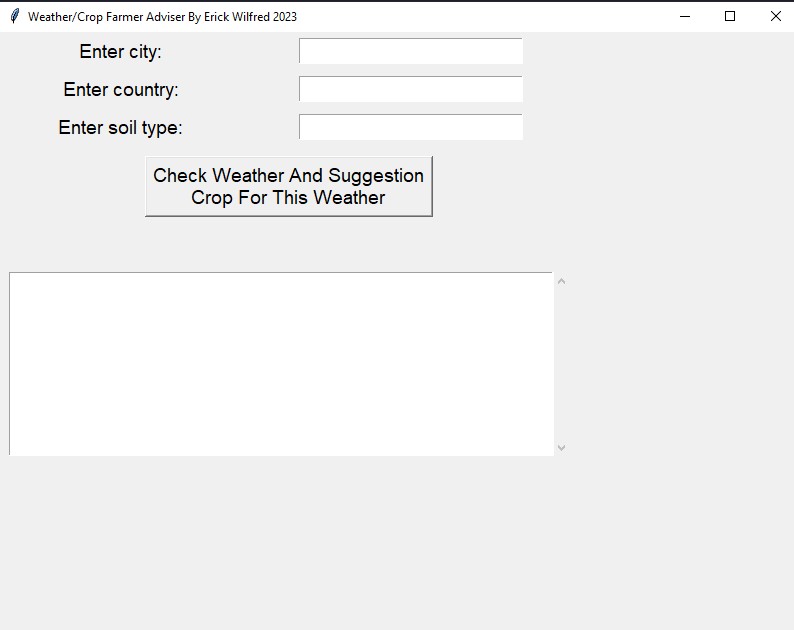 Weather/Crop Farmer Adviser By Erick Wilfred 2023
Enter city:
Enter country:
Enter soil type:
Check Weather And Suggestion
Crop For This Weather